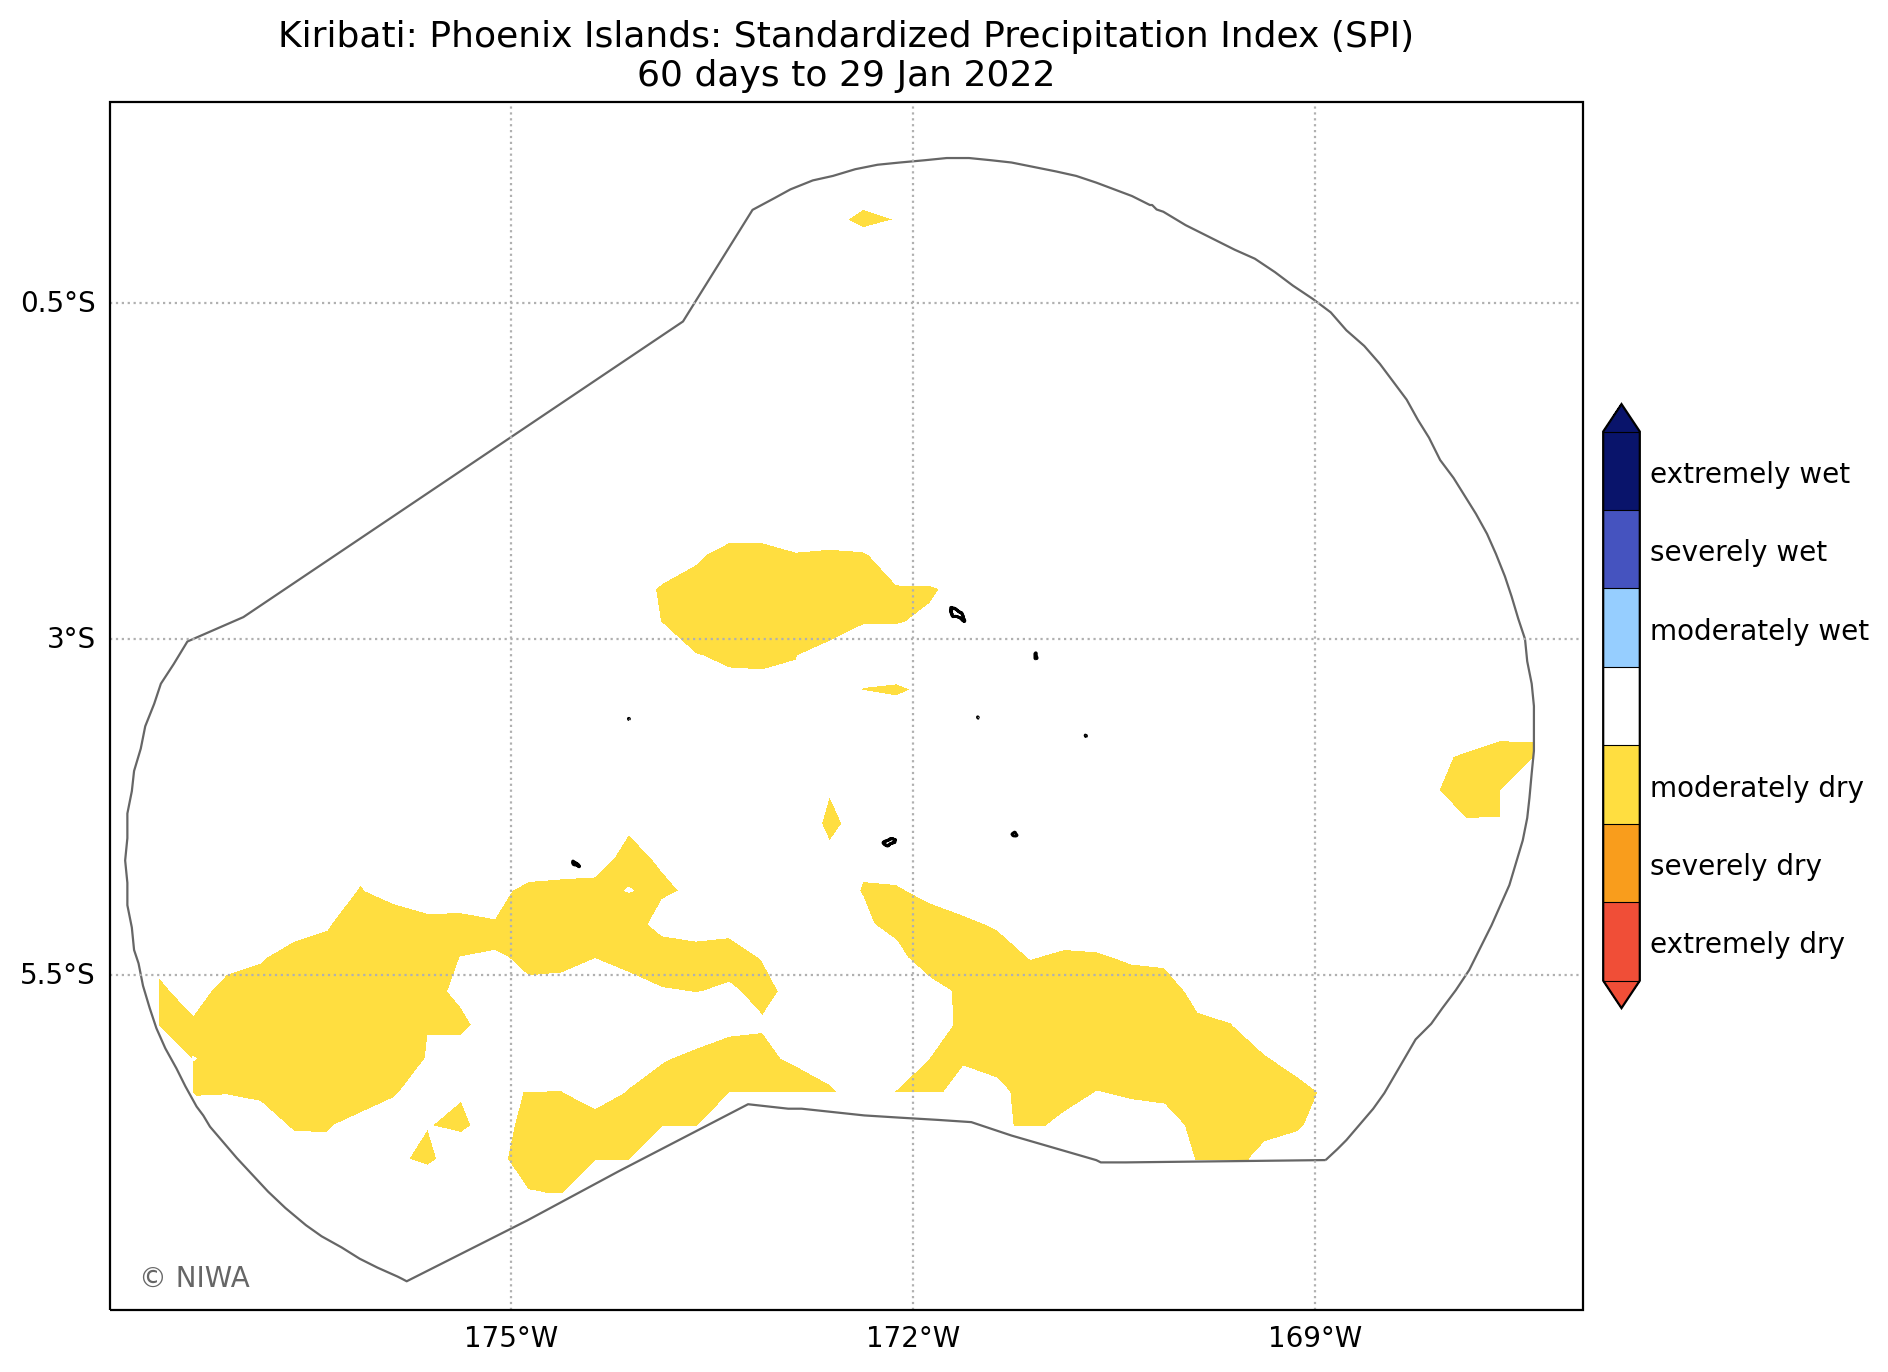 Kiribati: Phoenix Islands: Standardized Precipitation Index (SPI)
60 days to 29 Jan 2022
0.5°S
3°S
5.5°S
175°W
172°W
169°W
extremely wet
severely wet
moderately wet
moderately dry
severely dry
extremely dry
© NIWA